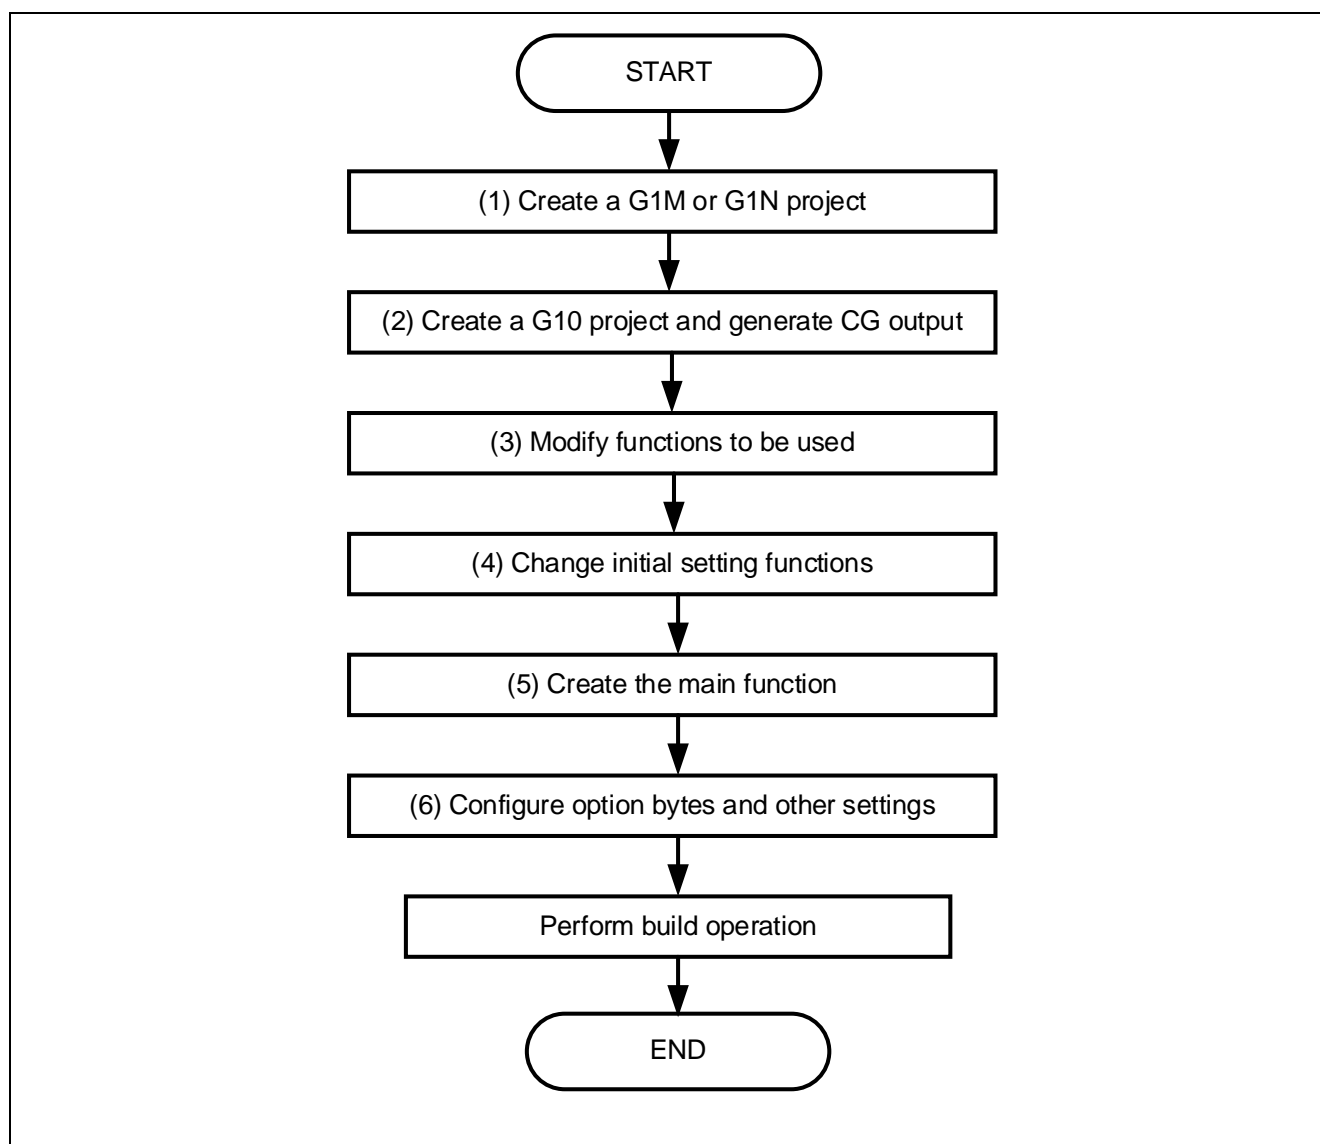 START
(1) Create a G1M or G1N project
(2) Create a G10 project and generate CG output
(3) Modify functions to be used
(4) Change initial setting functions
(5) Create the main function
(6) Configure option bytes and other settings
Perform build operation
END